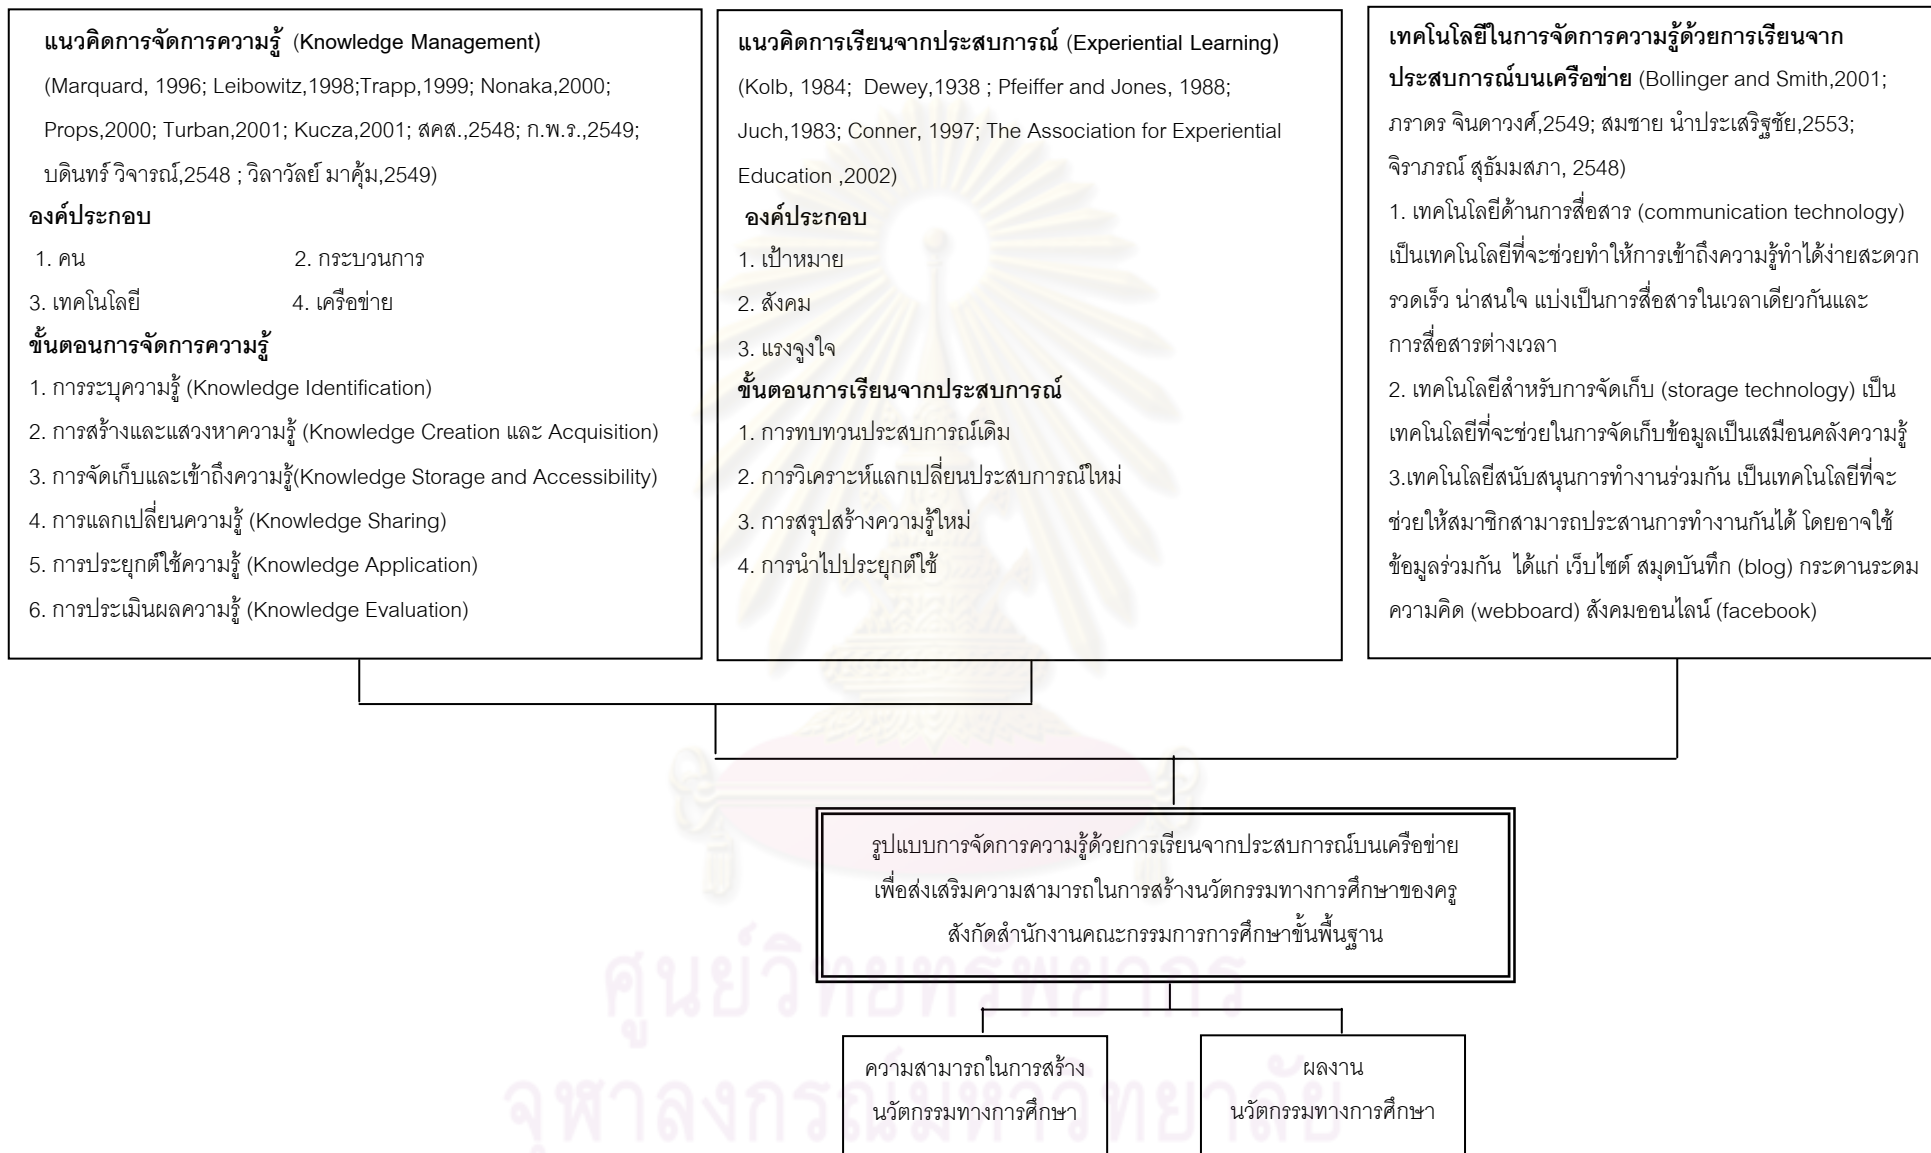 แนวคิดการจัดการความรู้ (Knowledge Management)
(Marquard, 1996; Leibowitz,1998;Trapp,1999; Nonaka,2000;
Props,2000; Turban,2001; Kucza,2001; สคส.,2548; ก.พ.ร.,2549;
บดินทร์ วิจารณ์,2548 ; วิลาวัลย์ มาคุ้ม,2549)
องค์ประกอบ
1. คน 2. กระบวนการ
3. เทคโนโลยี 4. เครือข่าย
ขั้นตอนการจัดการความรู้
1. การระบุความรู้ (Knowledge Identification)
2. การสร้างและแสวงหาความรู้ (Knowledge Creation และ Acquisition)
3. การจัดเก็บและเข้าถึงความรู้(Knowledge Storage and Accessibility)
4. การแลกเปลี่ยนความรู้ (Knowledge Sharing)
5. การประยุกต์ใช้ความรู้ (Knowledge Application)
6. การประเมินผลความรู้ (Knowledge Evaluation)
แนวคิดการเรียนจากประสบการณ์ (Experiential Learning)
(Kolb, 1984; Dewey,1938 ; Pfeiffer and Jones, 1988;
Juch,1983; Conner, 1997; The Association for Experiential
Education ,2002)
องค์ประกอบ
1. เป้าหมาย
2. สังคม
3. แรงจูงใจ
ขั้นตอนการเรียนจากประสบการณ์
1. การทบทวนประสบการณ์เดิม
2. การวิเคราะห์แลกเปลี่ยนประสบการณ์ใหม่
3. การสรุปสร้างความรู้ใหม่
4. การนำไปประยุกต์ใช้
เทคโนโลยีในการจัดการความรู้ด้วยการเรียนจาก
ประสบการณ์บนเครือข่าย (Bollinger and Smith,2001;
ภราดร จินดาวงศ์,2549; สมชาย นำประเสริฐชัย,2553;
จิราภรณ์ สุธัมมสภา, 2548)
1. เทคโนโลยีด้านการสื่อสาร (communication technology)
เป็นเทคโนโลยีที่จะช่วยทำให้การเข้าถึงความรู้ทำได้ง่ายสะดวก
รวดเร็ว น่าสนใจ แบ่งเป็นการสื่อสารในเวลาเดียวกันและ
การสื่อสารต่างเวลา
2. เทคโนโลยีสำหรับการจัดเก็บ (storage technology) เป็น
เทคโนโลยีที่จะช่วยในการจัดเก็บข้อมูลเป็นเสมือนคลังความรู้
3.เทคโนโลยีสนับสนุนการทำงานร่วมกัน เป็นเทคโนโลยีที่จะ
ช่วยให้สมาชิกสามารถประสานการทำงานกันได้ โดยอาจใช้
ข้อมูลร่วมกัน ได้แก่ เว็บไซต์ สมุดบันทึก (blog) กระดานระดม
ความคิด (webboard) สังคมออนไลน์ (facebook)
รูปแบบการจัดการความรู้ด้วยการเรียนจากประสบการณ์บนเครือข่าย
เพื่อส่งเสริมความสามารถในการสร้างนวัตกรรมทางการศึกษาของครู
สังกัดสำนักงานคณะกรรมการการศึกษาขั้นพื้นฐาน
ศูนย์วิทยทรัพยากร
จุฬาลงกรณ์มหาวิทยาลัย
ความสามารถในการสร้าง
นวัตกรรมทางการศึกษา
ผลงาน
นวัตกรรมทางการศึกษา